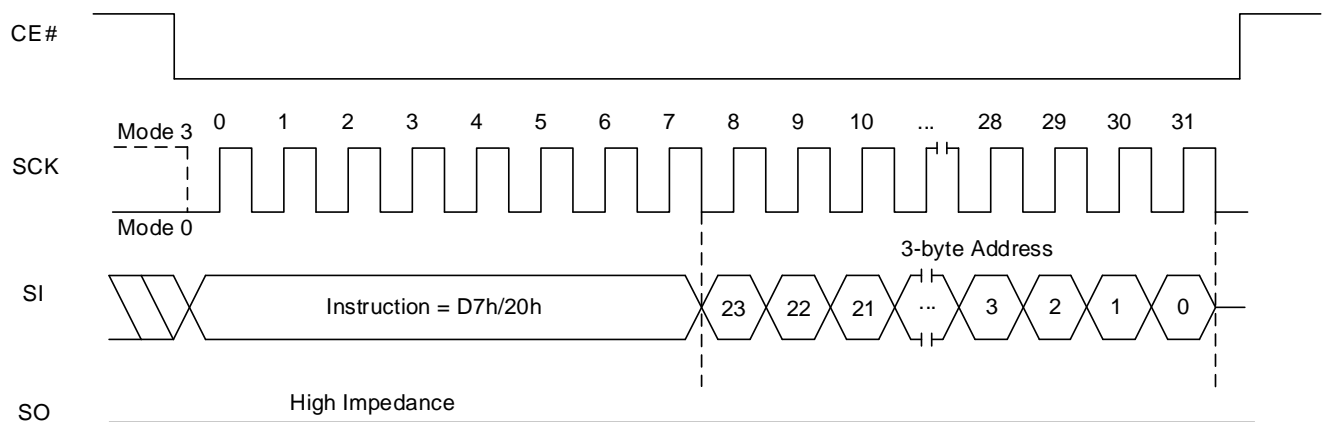 CE#
Mode 3
0 1 2 3 4 5 6 7 8 9 10 ... 28 29 30 31
SCK
Mode 0
3-byte Address
SI
Instruction = D7h/20h
23 22 21 ... 3 2 1 0
High Impedance
SO